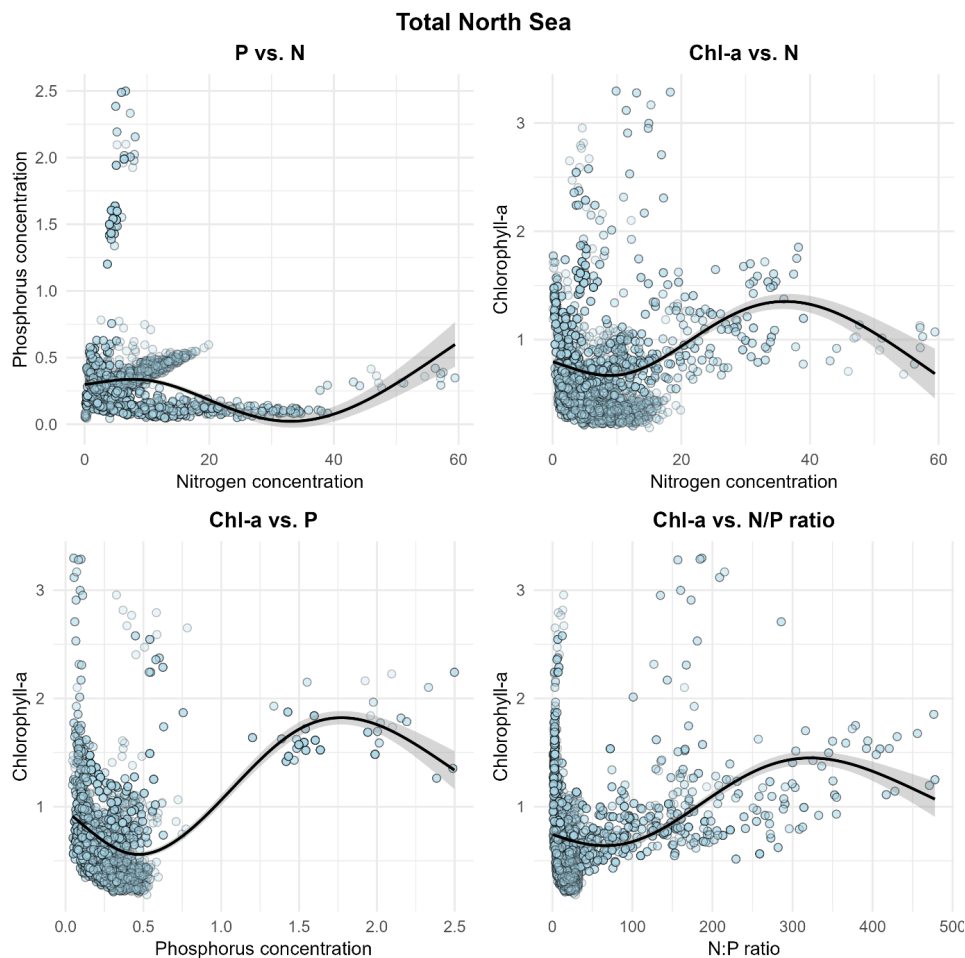 Total North Sea
P vs. N
Phosphorus concentration
2.5
2.0
1.5
1.0
0.5
0.0
0 20 40 60
Nitrogen concentration
Chl-a vs. N
Chlorophyll-a
3
2
1
0 20 40 60
Nitrogen concentration
Chl-a vs. P
Chlorophyll-a
3
2
1
0.0 0.5 1.0 1.5 2.0 2.5
Phosphorus concentration
Chl-a vs. N/P ratio
Chlorophyll-a
3
2
1
0 100 200 300 400 500
N:P ratio